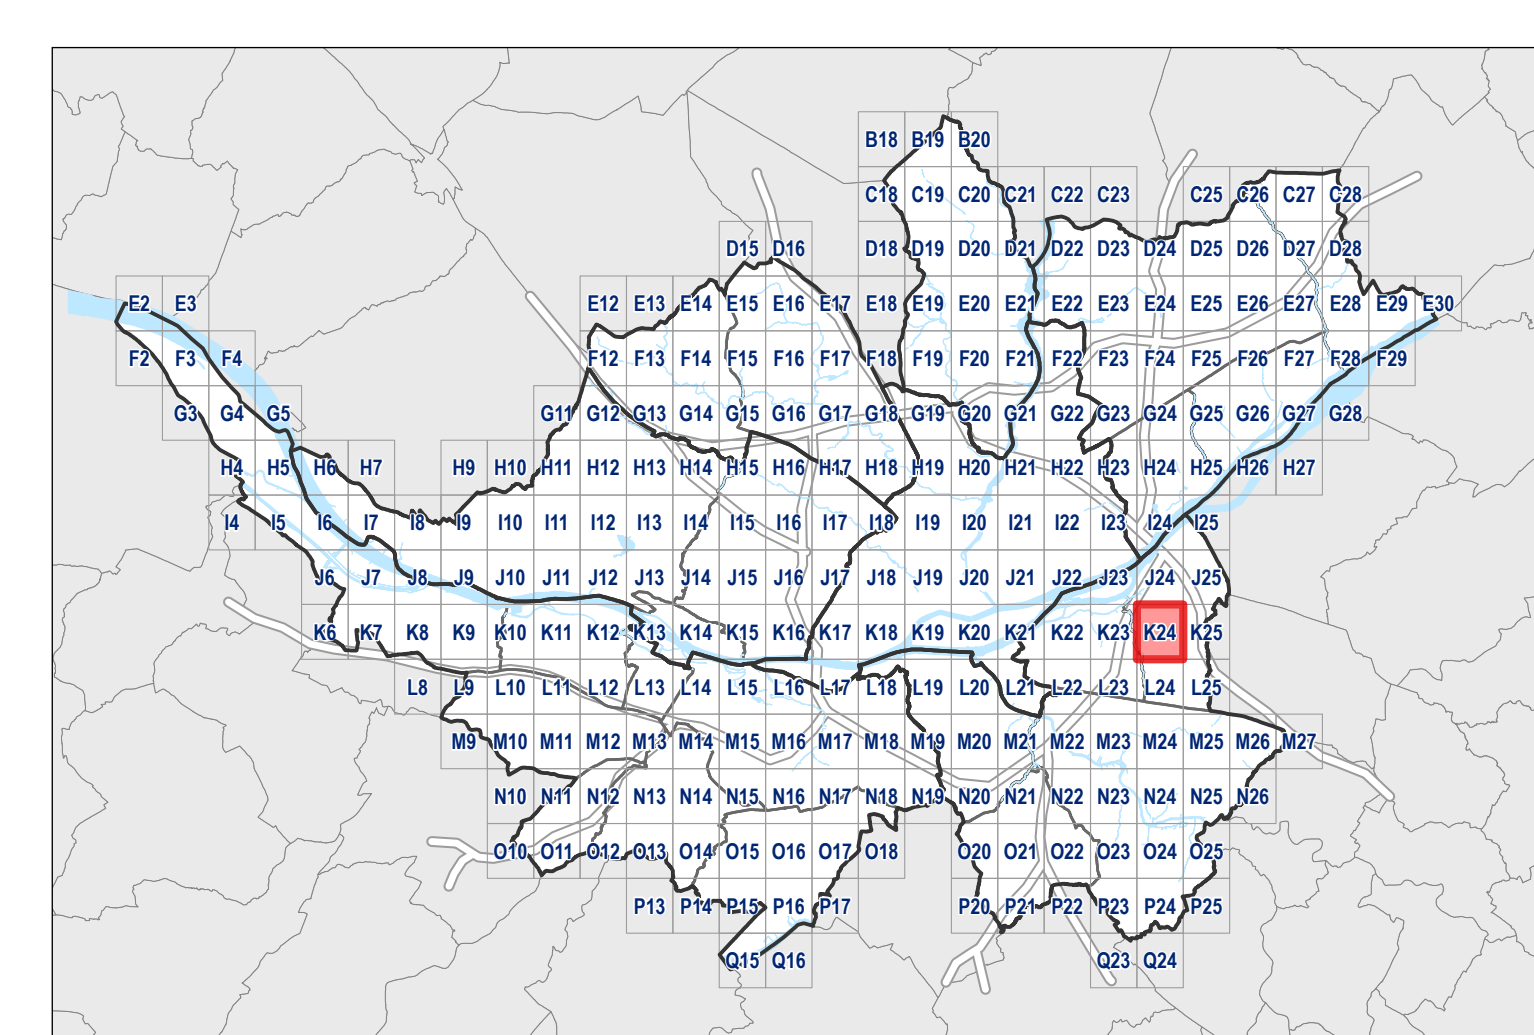 B18 B19 B20
C18 C19 C20 C21 C22 C23 C25 C26 C27 C28
D15 D16 D18 D19 D20 D21 D22 D23 D24 D25 D26 D27 D28
E2 E3 E12 E13 E14 E15 E16 E17 E18 E19 E20 E21 E22 E23 E24 E25 E26 E27 E28 E29 E30
F2 F3 F4 F12 F13 F14 F15 F16 F17 F18 F19 F20 F21 F22 F23 F24 F25 F26 F27 F28 F29
G3 G4 G5 G11 G12 G13 G14 G15 G16 G17 G18 G19 G20 G21 G22 G23 G24 G25 G26 G27 G28
H4 H5 H6 H7 H9 H10 H11 H12 H13 H14 H15 H16 H17 H18 H19 H20 H21 H22 H23 H24 H25 H26 H27
I4 I5 I6 I7 I8 I9 I10 I11 I12 I13 I14 I15 I16 I17 I18 I19 I20 I21 I22 I23 I24 I25
J6 J7 J8 J9 J10 J11 J12 J13 J14 J15 J16 J17 J18 J19 J20 J21 J22 J23 J24 J25
K6 K7 K8 K9 K10 K11 K12 K13 K14 K15 K16 K17 K18 K19 K20 K21 K22 K23 K24 K25
L8 L9 L10 L11 L12 L13 L14 L15 L16 L17 L18 L19 L20 L21 L22 L23 L24 L25
M9 M10 M11 M12 M13 M14 M15 M16 M17 M18 M19 M20 M21 M22 M23 M24 M25 M26 M27
N10 N11 N12 N13 N14 N15 N16 N17 N18 N19 N20 N21 N22 N23 N24 N25 N26
O10 O11 O12 O13 O14 O15 O16 O17 O18 O20 O21 O22 O23 O24 O25
P13 P14 P15 P16 P17 P20 P21 P22 P23 P24 P25
Q15 Q16 Q23 Q24